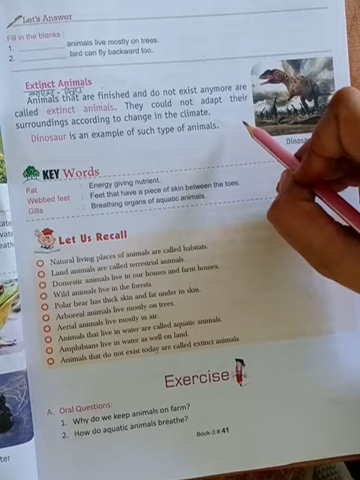 Let's Answer
Fill in the blanks :
1. __________ animals live mostly on trees.
2. __________ bird can fly backward too.
Extinct Animals
Animals that are finished and do not exist anymore are
called extinct animals. They could not adapt their
surroundings according to change in the climate.
Dinosaur is an example of such type of animals.
Dinosa
KEY Words
Fat : Energy giving nutrient.
Webbed feet : Feet that have a piece of skin between the toes.
Gills : Breathing organs of aquatic animals.
Let Us Recall
Natural living places of animals are called habitats.
Land animals are called terrestrial animals.
Domestic animals live in our houses and farm houses.
Wild animals live in the forests.
Polar bear has thick skin and fat under its skin.
Arboreal animals live mostly on trees.
Aerial animals live mostly in air.
Animals that live in water are called aquatic animals.
Amphibians live in water as well on land.
Animals that do not exist today are called extinct animals.
Exercise
A. Oral Questions:
1. Why do we keep animals on farm?
2. How do aquatic animals breathe?
Book-3 # 41